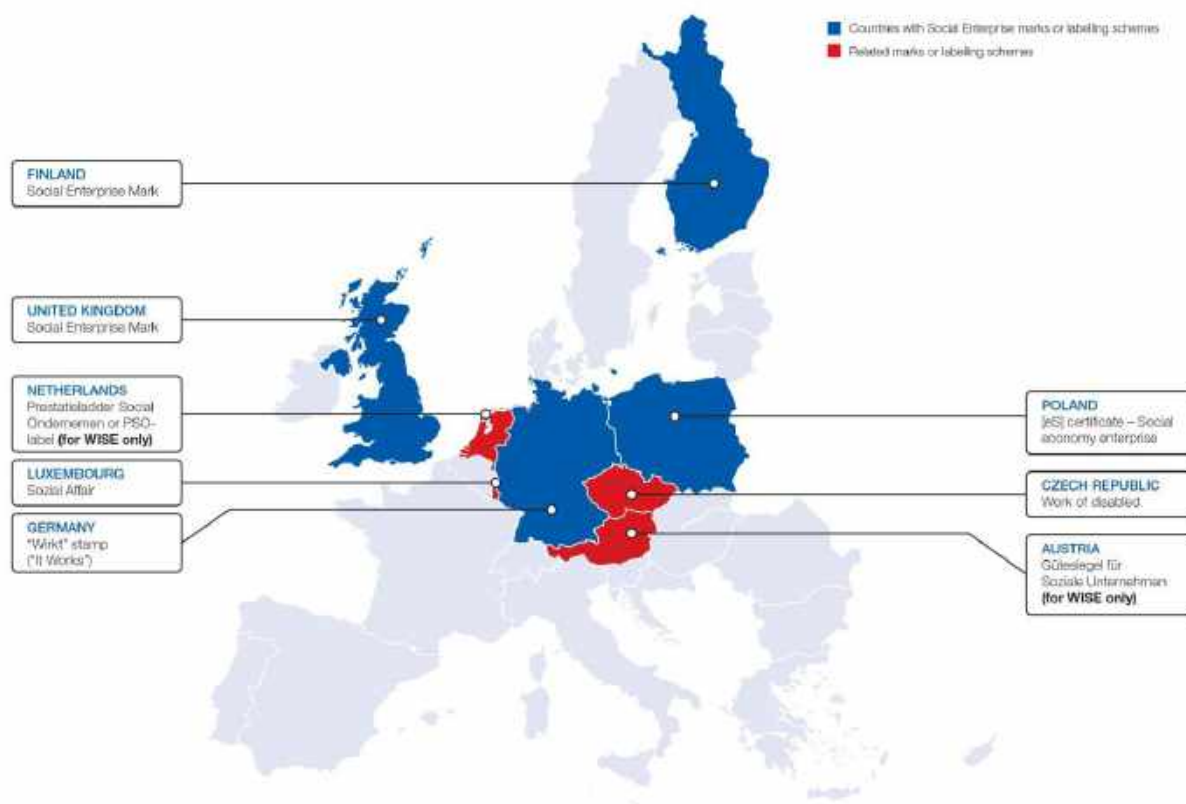 Countries with Social Enterprise marks or labelling schemes
Related marks or labelling schemes
FINLAND
Social Enterprise Mark
UNITED KINGDOM
Social Enterprise Mark
NETHERLANDS
Prestatieladder Social
Ondernemen or PSO-
label (for WISE only)
LUXEMBOURG
Sozial Affair
GERMANY
"Wirkt" stamp
("It Works")
POLAND
[eS] certificate – Social
economy enterprise
CZECH REPUBLIC
Work of disabled
AUSTRIA
Gütesiegel für
Soziale Unternehmen
(for WISE only)